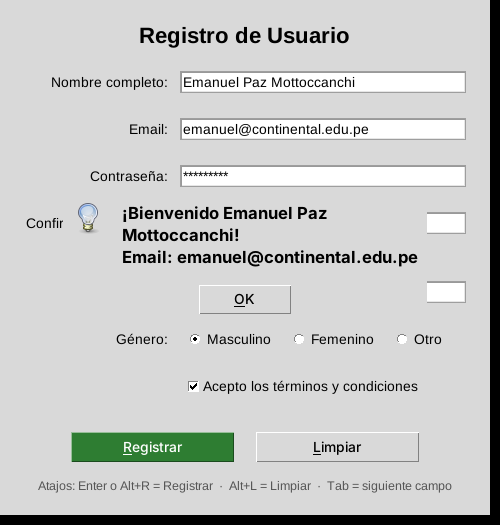 Registro de Usuario
Nombre completo: Emanuel Paz Mottoccanchi
Email: emanuel@continental.edu.pe
Contraseña: *********
Confir
¡Bienvenido Emanuel Paz
Mottoccanchi!
Email: emanuel@continental.edu.pe
OK
Género: Masculino Femenino Otro
Acepto los términos y condiciones
Registrar Limpiar
Atajos: Enter o Alt+R = Registrar · Alt+L = Limpiar · Tab = siguiente campo